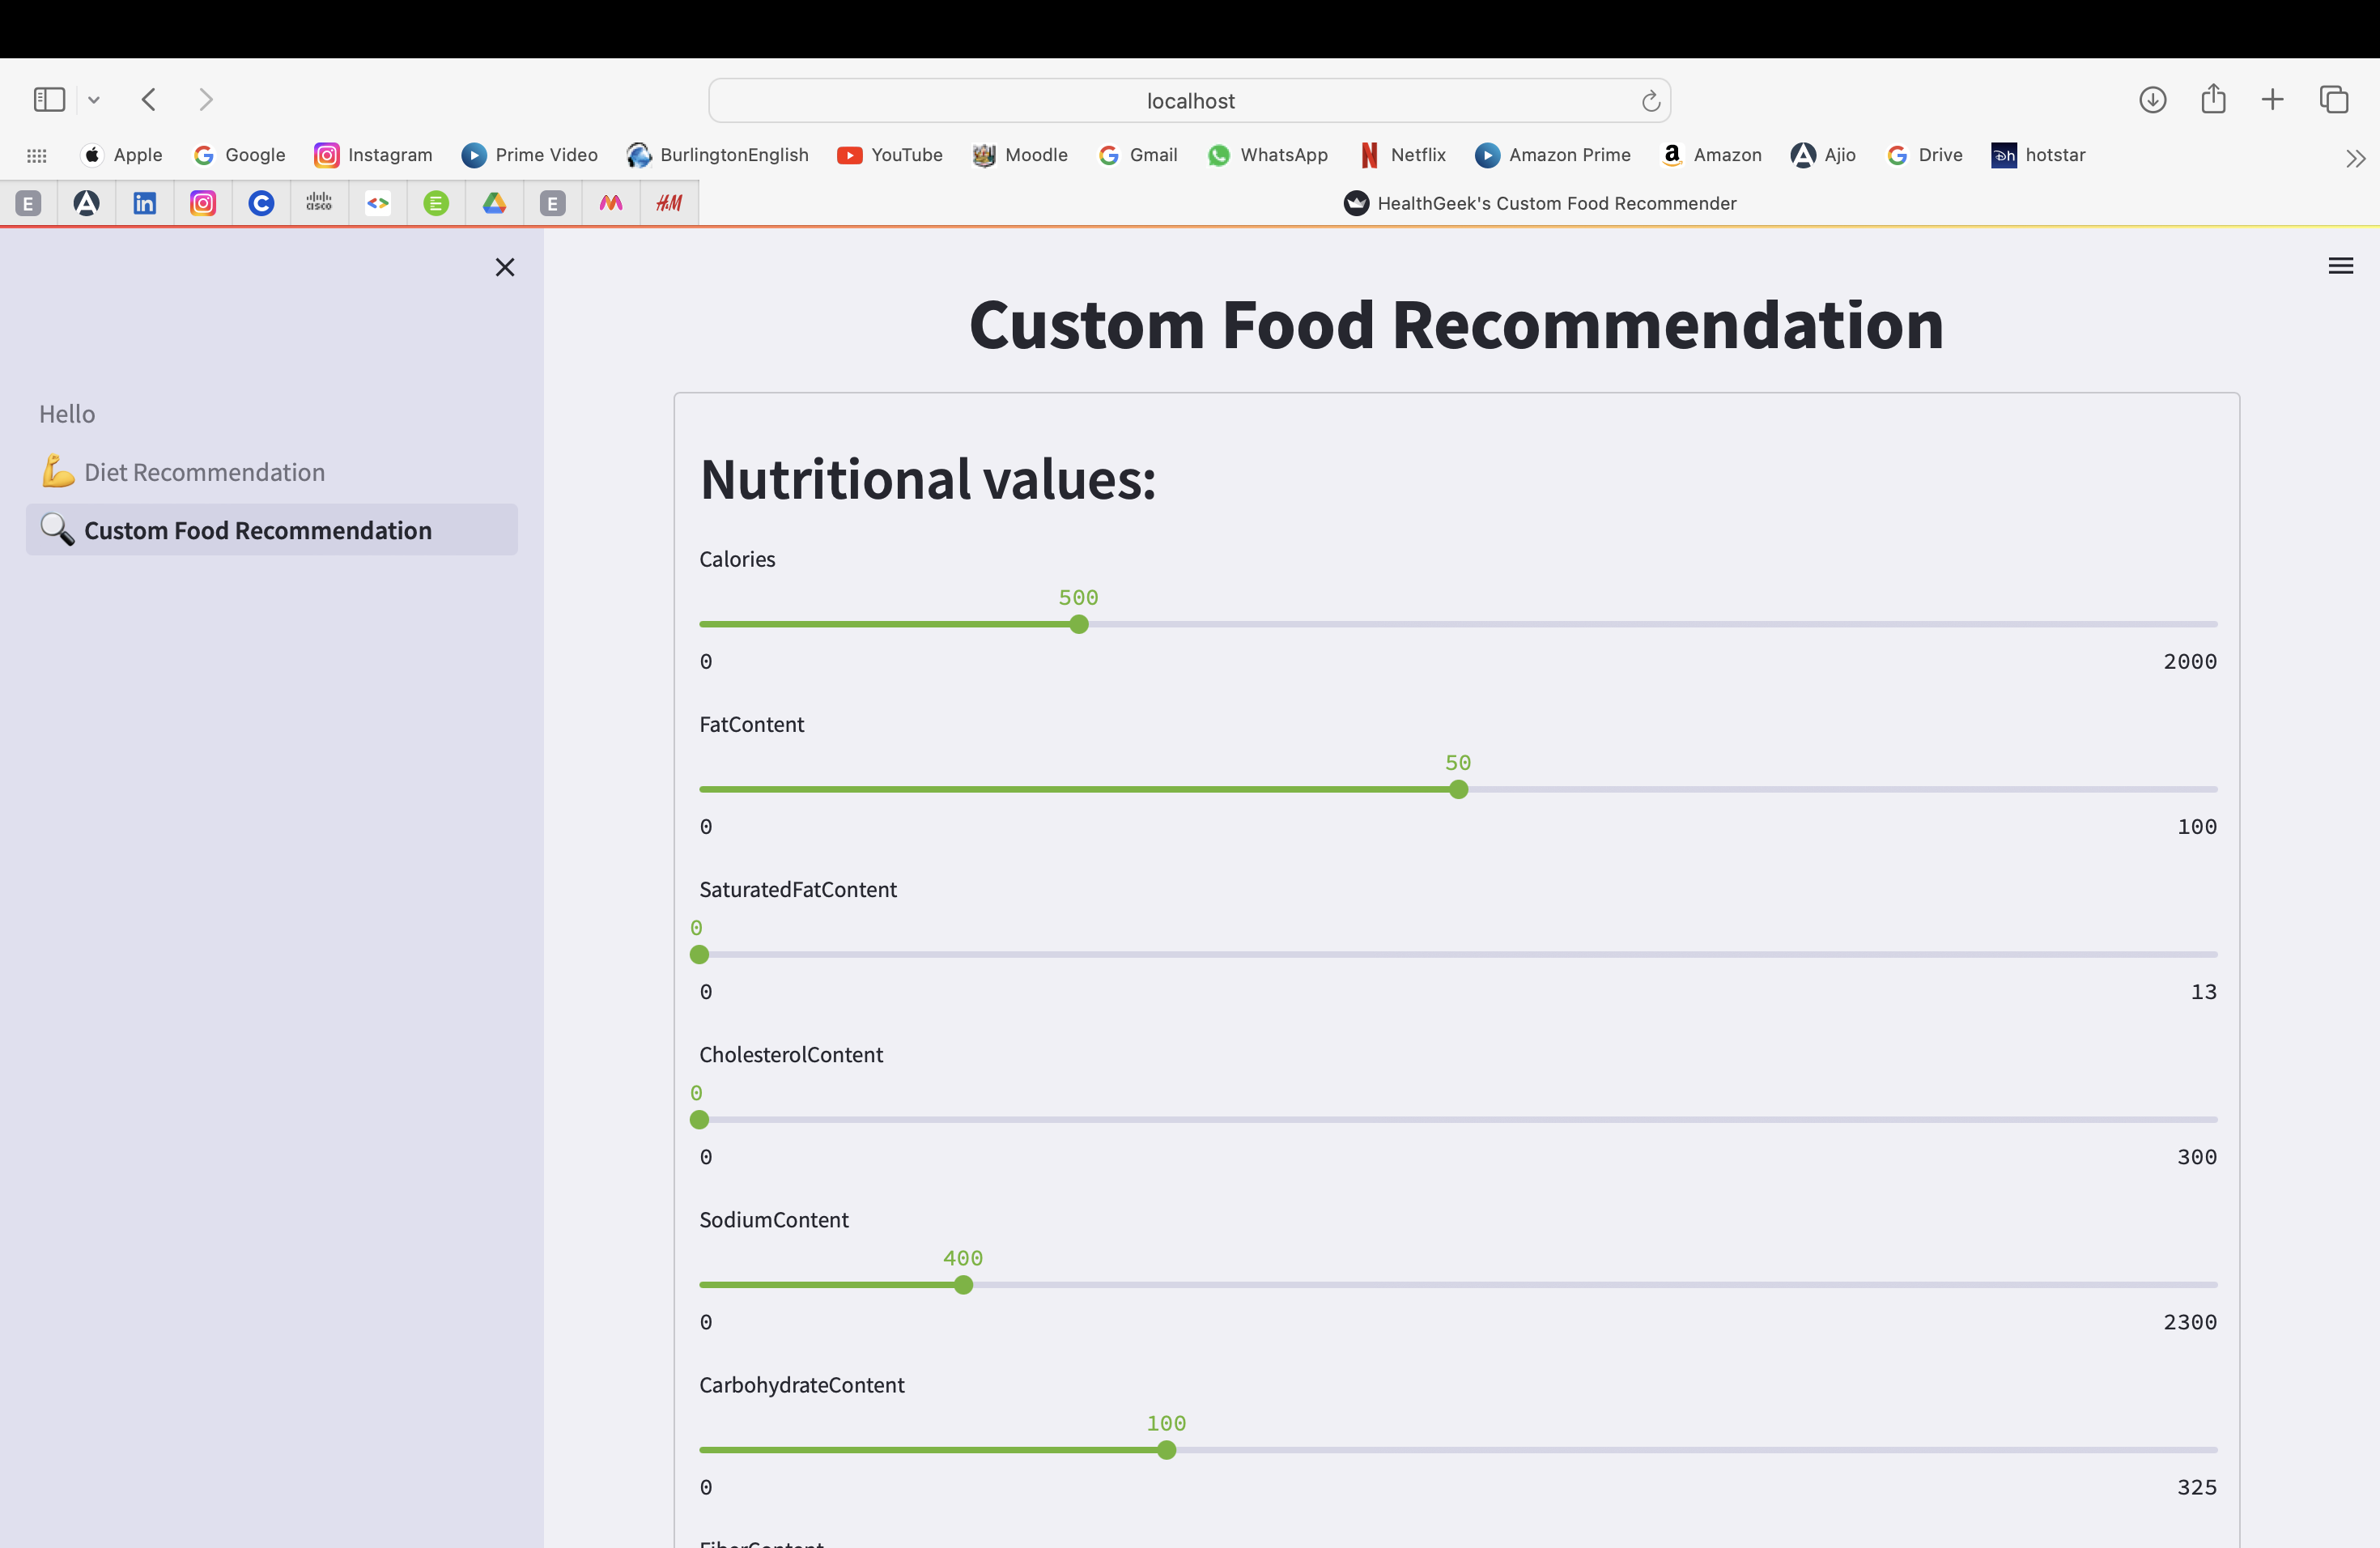 localhost
Apple Google Instagram Prime Video BurlingtonEnglish YouTube Moodle Gmail WhatsApp Netflix Amazon Prime Amazon Ajio Drive hotstar
HealthGeek's Custom Food Recommender
Custom Food Recommendation
Hello
Diet Recommendation
Custom Food Recommendation
Nutritional values:
Calories
500
0 2000
FatContent
50
0 100
SaturatedFatContent
0
0 13
CholesterolContent
0
0 300
SodiumContent
400
0 2300
CarbohydrateContent
100
0 325
FiberContent